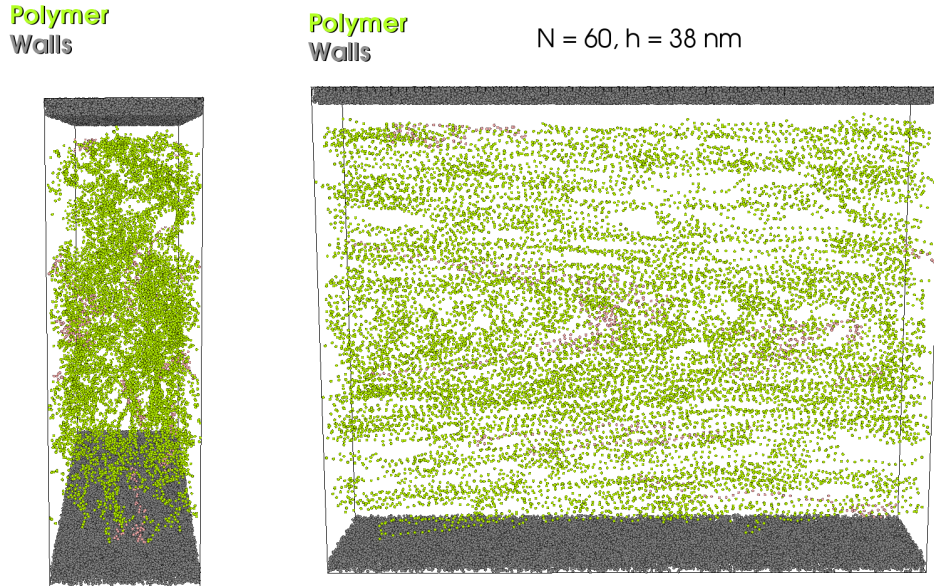 Polymer
Walls
Polymer
Walls
N = 60, h = 38 nm